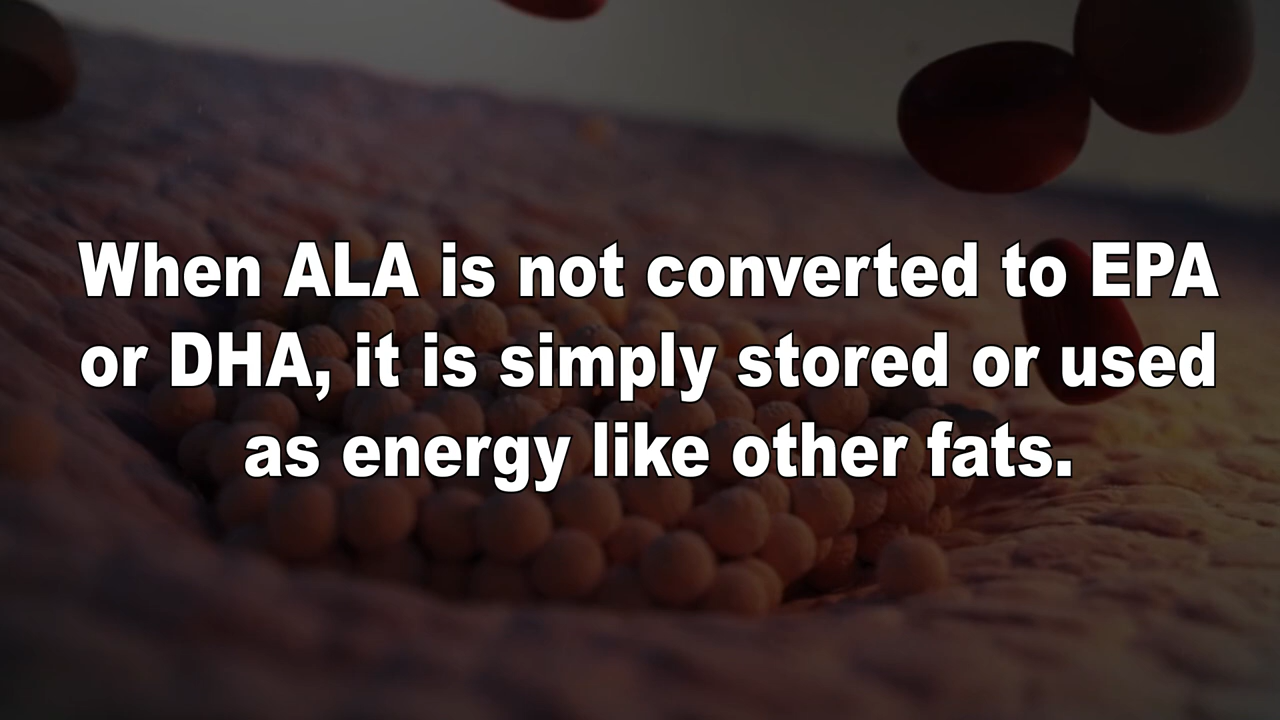 When ALA is not converted to EPA
or DHA, it is simply stored or used
as energy like other fats.